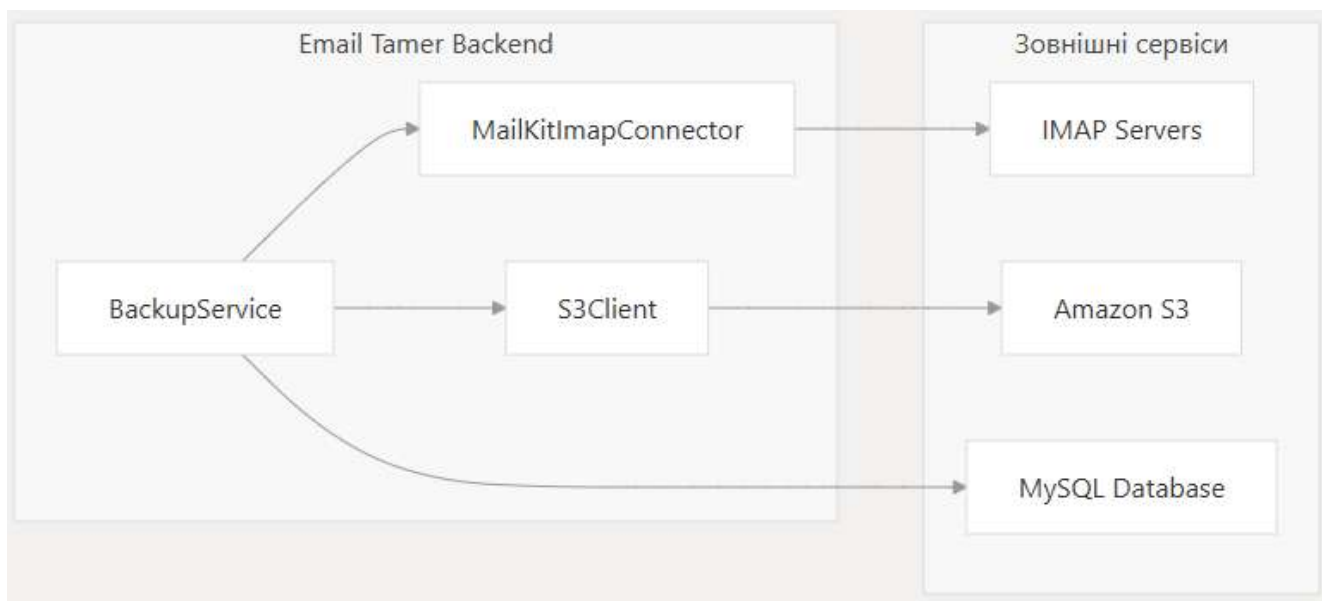 Email Tamer Backend
Зовнішні сервіси
MailKitImapConnector
IMAP Servers
BackupService
S3Client
Amazon S3
MySQL Database